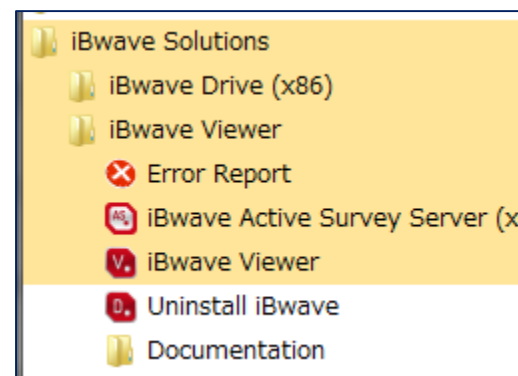 iBwave Solutions
iBwave Drive (x86)
iBwave Viewer
Error Report
iBwave Active Survey Server (x
iBwave Viewer
Uninstall iBwave
Documentation